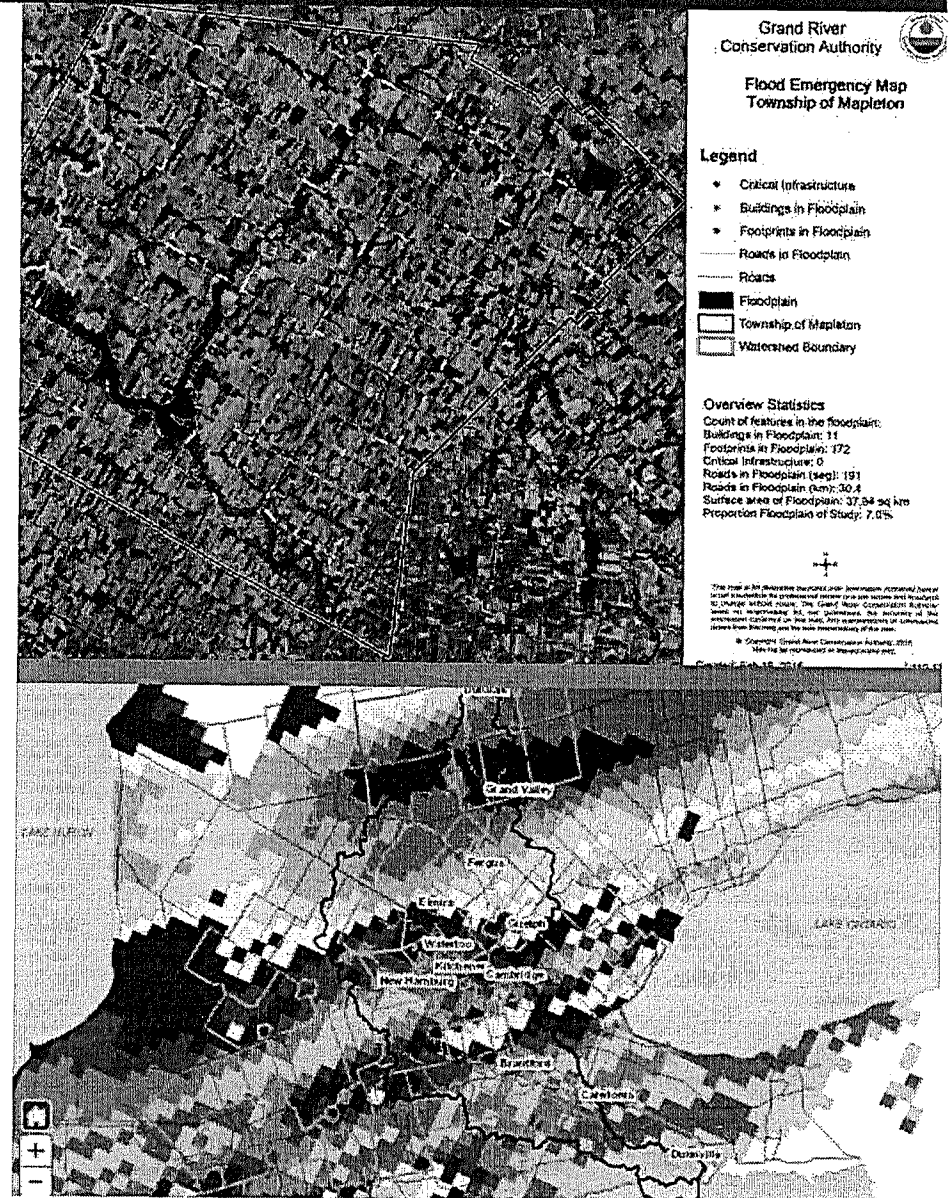 Grand River
Conservation Authority
Flood Emergency Map
Township of Mapleton
Legend
Critical Infrastructure
Buildings in Floodplain
Footprints in Floodplain
Roads in Floodplain
Roads
Floodplain
Township of Mapleton
Watershed Boundary
Overview Statistics
Count of features in the floodplain:
Buildings in Floodplain: 11
Footprints in Floodplain: 172
Critical Infrastructure: 0
Roads in Floodplain (seg): 191
Roads in Floodplain (km): 30.4
Surface area of Floodplain: 37.94 sq km
Proportion Floodplain of Study: 7.0%
Grand Valley
LAKE HURON
Fergus
Elmira
Guelph
LAKE ONTARIO
Waterloo
Kitchener
Cambridge
New Hamburg
Brantford
Caledonia
Dunnville
+
−